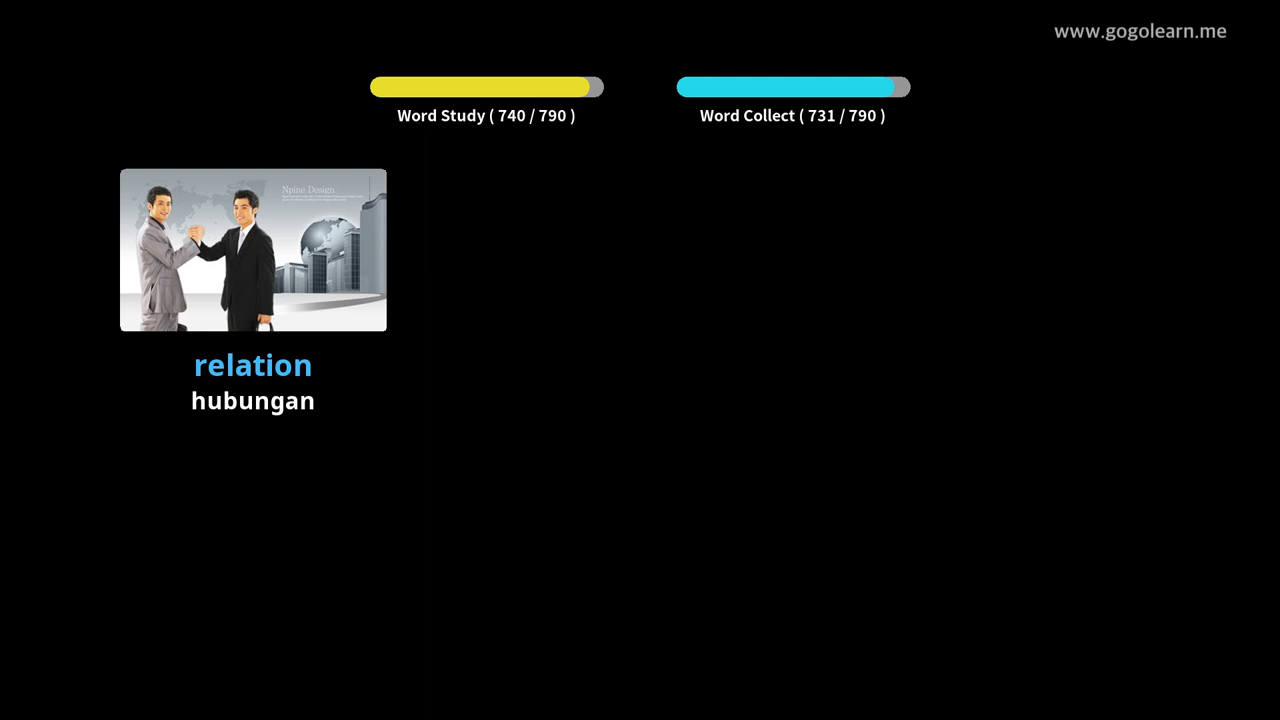 www.gogolearn.me
Word Study ( 740 / 790 )
Word Collect ( 731 / 790 )
Npine Design
relation
hubungan